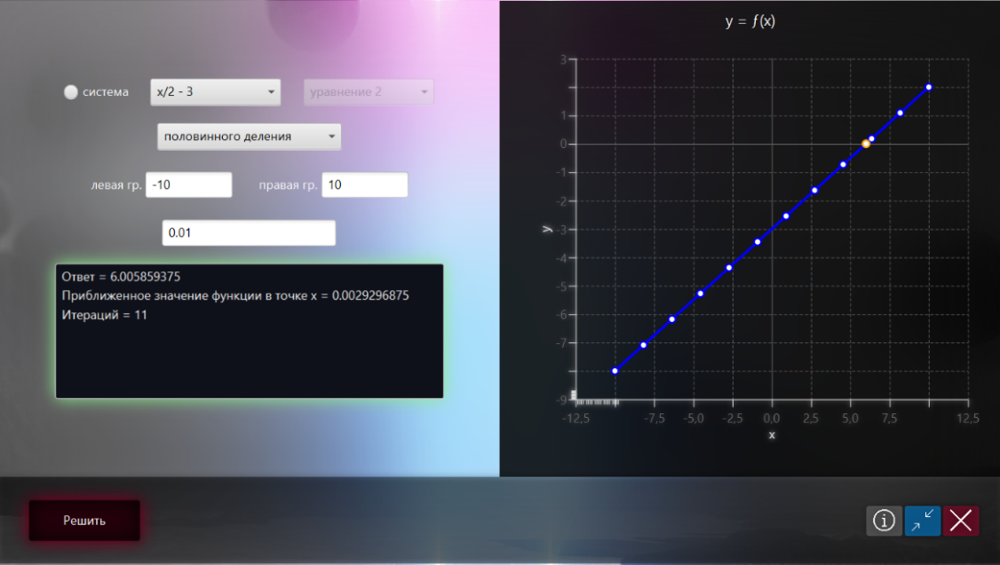 система
x/2 - 3
уравнение 2
половинного деления
левая гр.
-10
правая гр.
10
0.01
Ответ = 6.005859375
Приближенное значение функции в точке x = 0.0029296875
Итераций = 11
Решить
y = f(x)
3
1
0
-1
-2
-3
-4
-5
-6
-7
-9
y
-12,5
-7,5
-5,0
-2,5
0,0
2,5
5,0
7,5
12,5
x